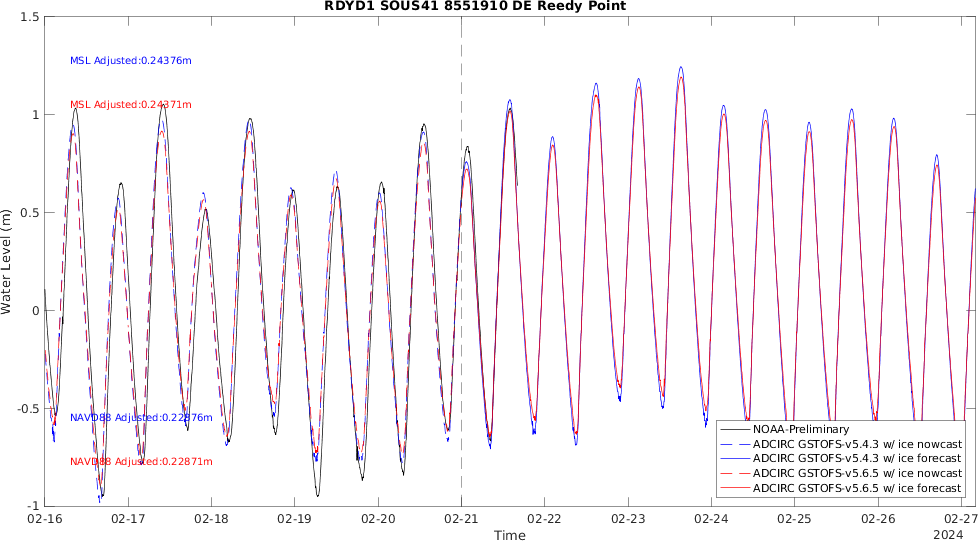 RDYD1 SOUS41 8551910 DE Reedy Point
1.5
1
0.5
0
-0.5
-1
Water Level (m)
MSL Adjusted:0.24376m
MSL Adjusted:0.24371m
NAVD88 Adjusted:0.22876m
NAVD88 Adjusted:0.22871m
NOAA-Preliminary
ADCIRC GSTOFS-v5.4.3 w/ ice nowcast
ADCIRC GSTOFS-v5.4.3 w/ ice forecast
ADCIRC GSTOFS-v5.6.5 w/ ice nowcast
ADCIRC GSTOFS-v5.6.5 w/ ice forecast
02-16 02-17 02-18 02-19 02-20 02-21 02-22 02-23 02-24 02-25 02-26 02-27
Time
2024